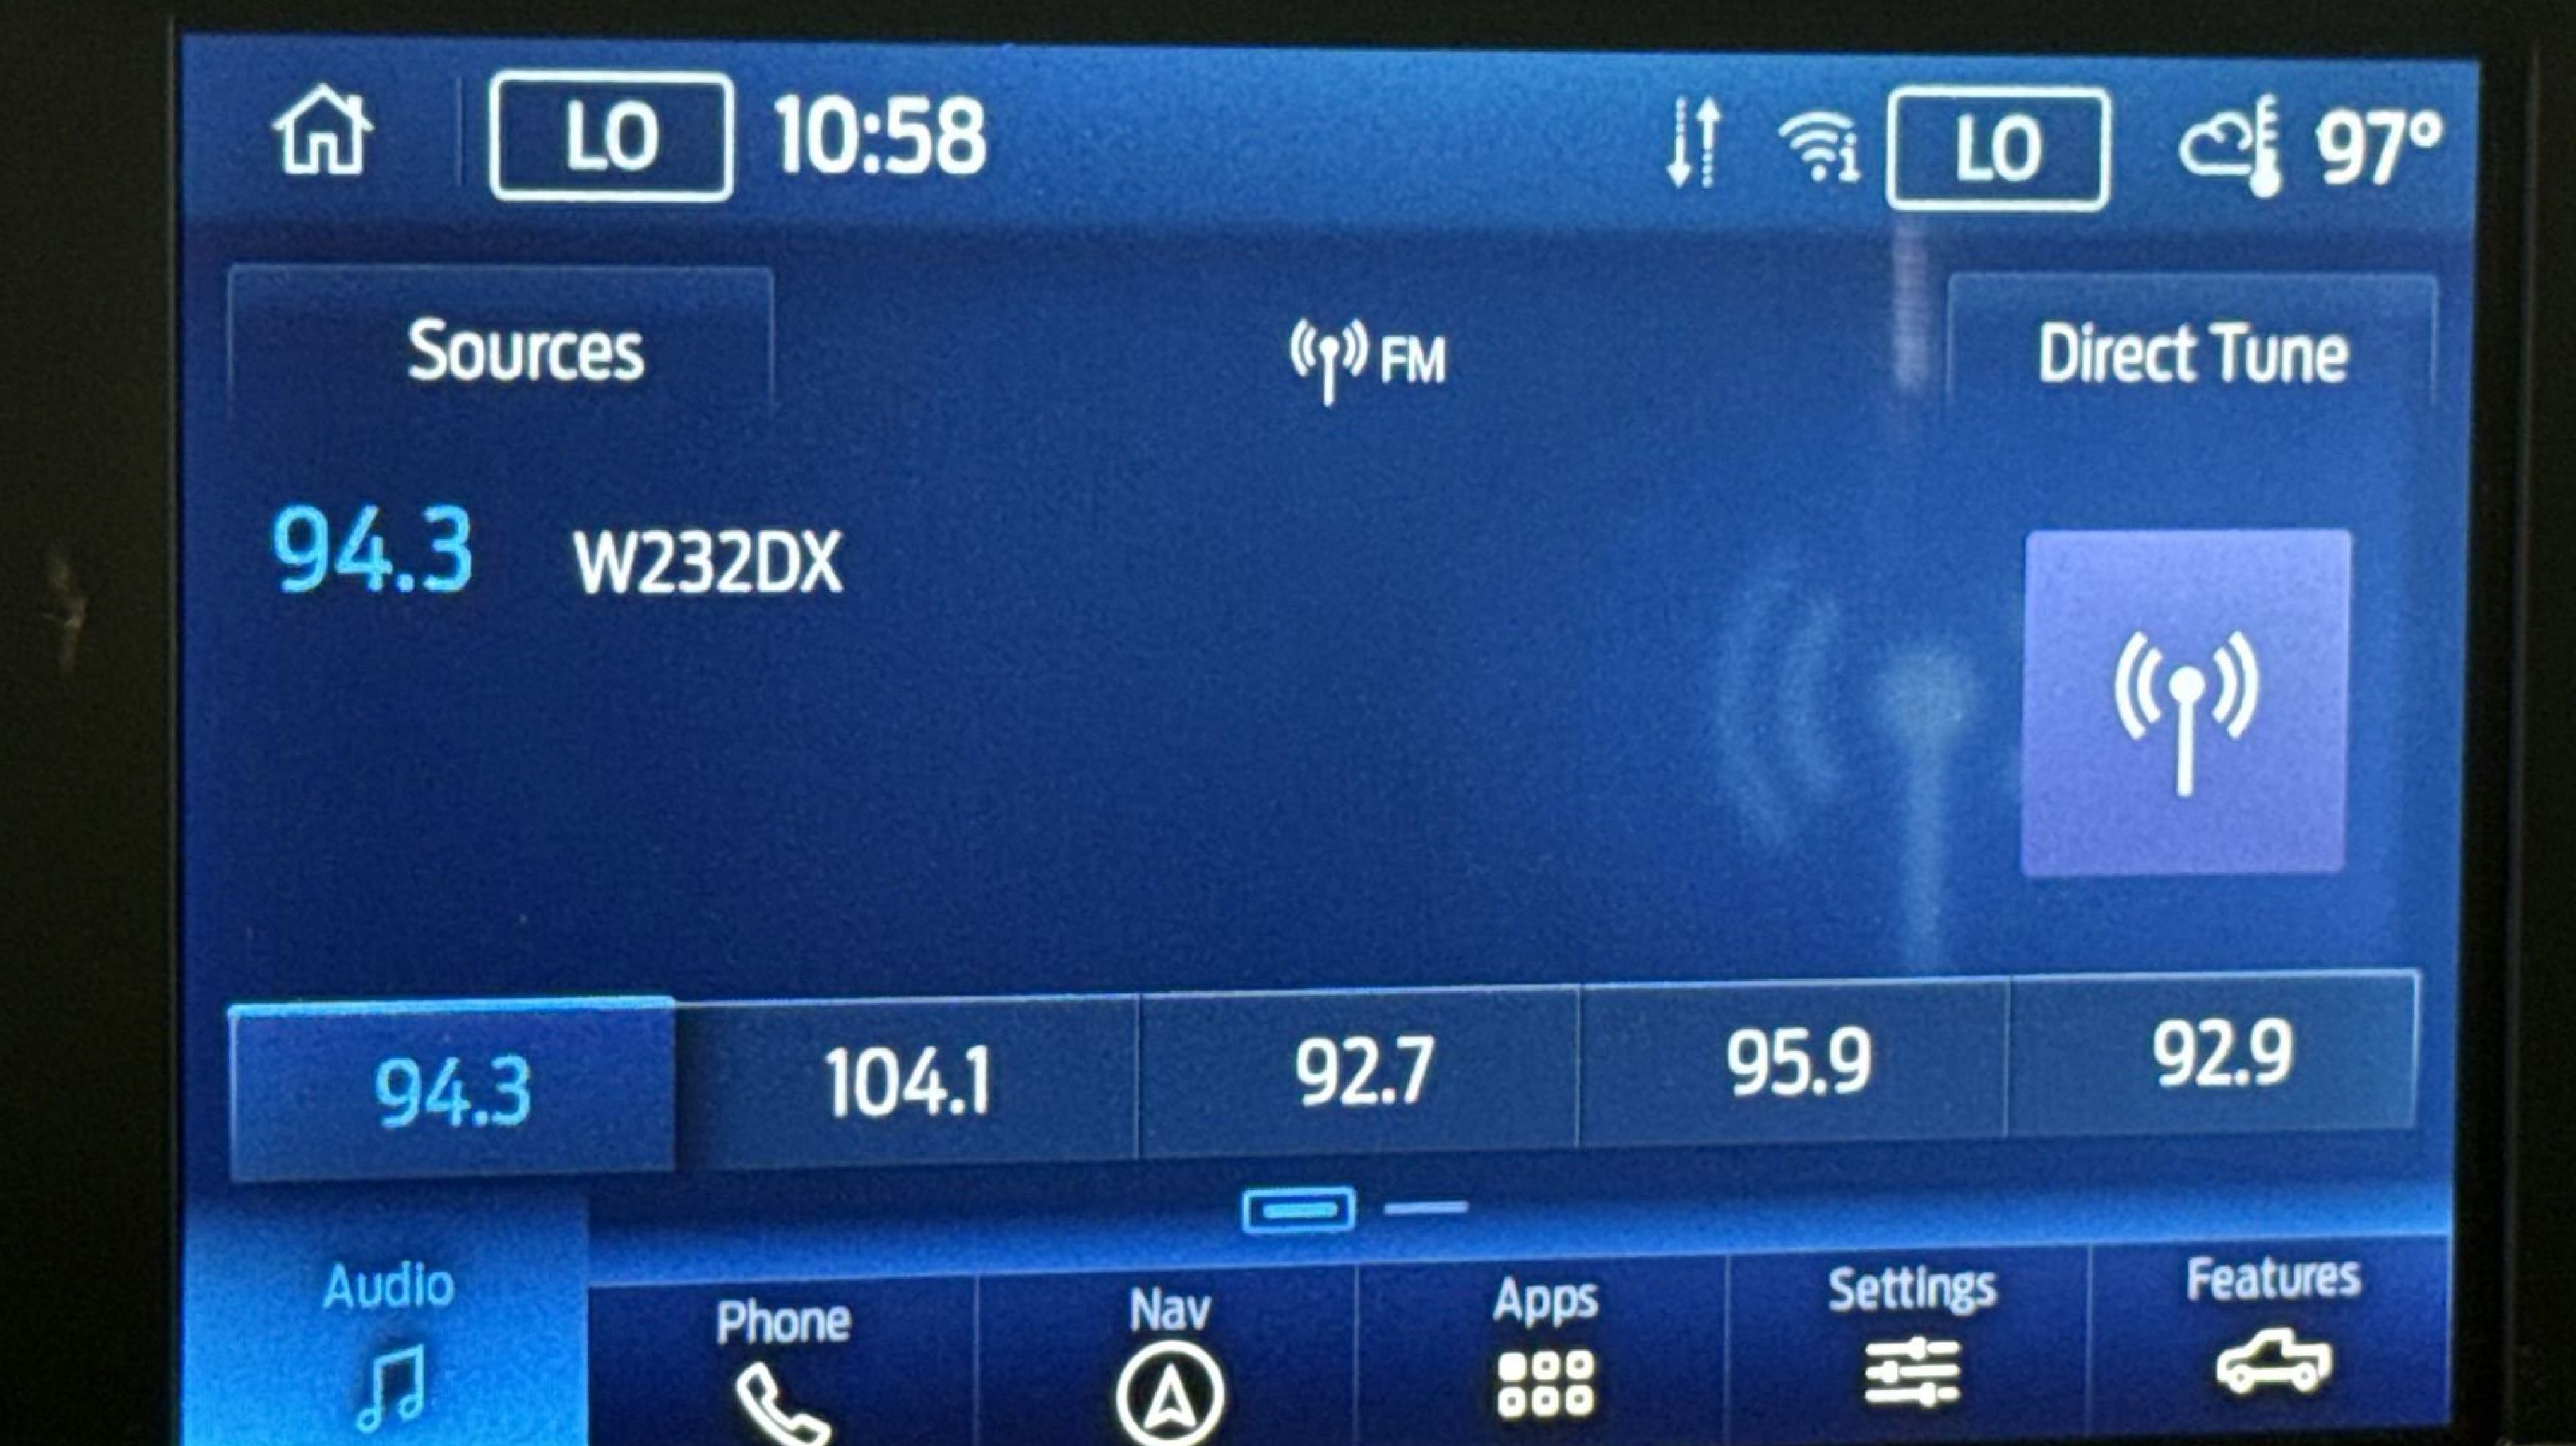 LO 10:58 LO 97°
Sources FM Direct Tune
94.3 W232DX
94.3 104.1 92.7 95.9 92.9
Audio Phone Nav Apps Settings Features